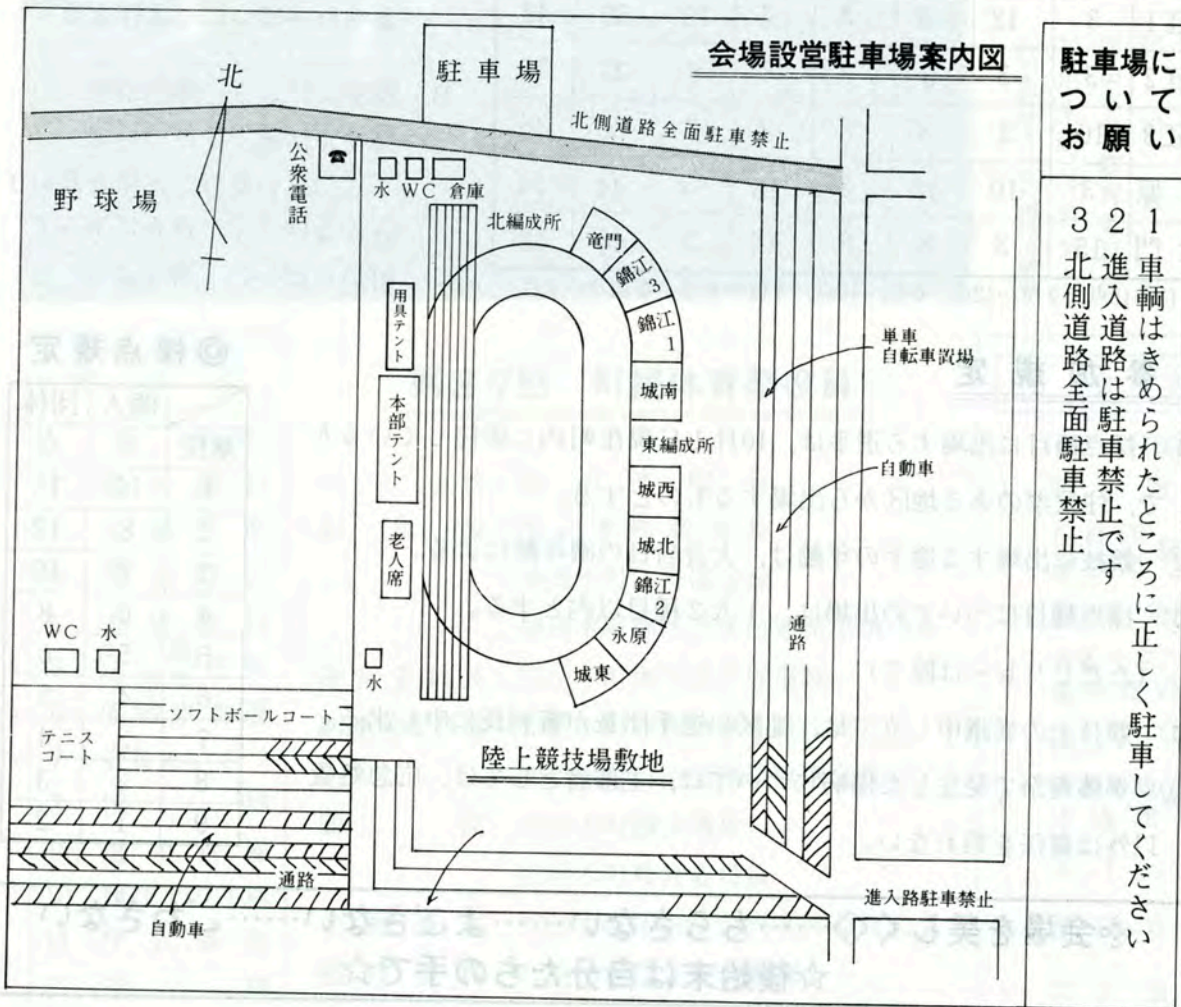 会場設営駐車場案内図
駐車場に
ついて
お願い
1 車輌はきめられたところに正しく駐車してください
2 進入道路は駐車禁止です
3 北側道路全面駐車禁止
北
駐車場
北側道路全面駐車禁止
野球場
公衆電話
☎
水
WC
倉庫
北編成所
竜門
錦江3
錦江1
城南
東編成所
城西
城北
錦江2
永原
城東
用具テント
本部テント
老人席
水
単車
自転車置場
自動車
通路
WC 水
ソフトボールコート
テニス
コート
陸上競技場敷地
通路
自動車
進入路駐車禁止